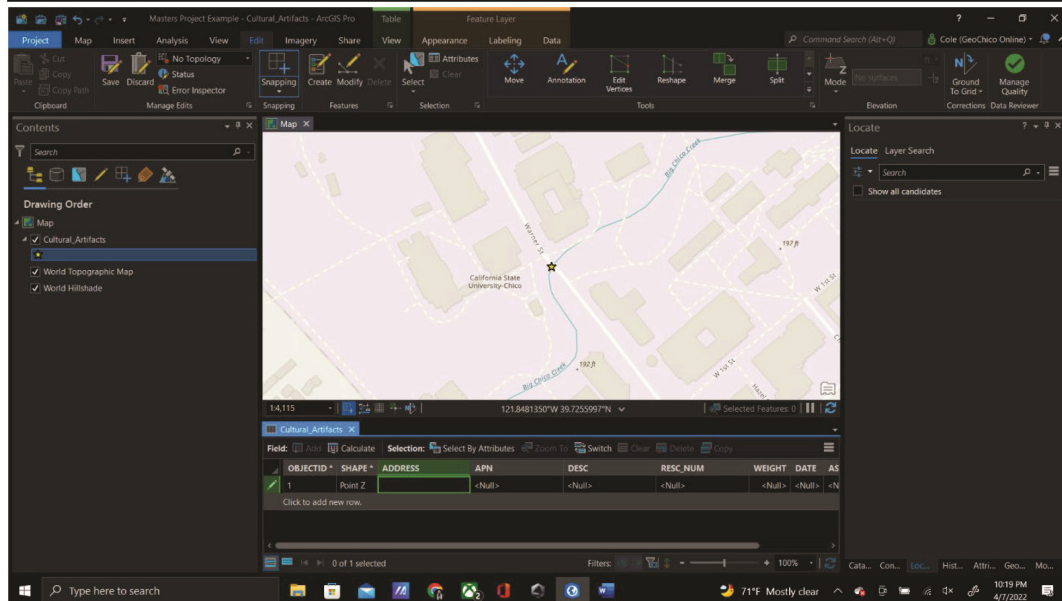 Masters Project Example - Cultural_Artifacts - ArcGIS Pro
Table
Feature Layer
? — X
Project Map Insert Analysis View Edit Imagery Share View Appearance Labeling Data
Command Search (Alt+Q)
Cole (GeoChico Online)
Paste
Cut
Copy
Copy Path
Save
Discard
No Topology
Status
Error Inspector
Snapping
Create
Modify
Delete
Select
Attributes
Clear
Move
Annotation
Edit
Vertices
Reshape
Merge
Split
Mode
No surfaces
Ground
To Grid
Manage
Quality
Clipboard
Manage Edits
Snapping
Features
Selection
Tools
Elevation
Corrections
Data Reviewer
Contents
Search
Drawing Order
Map
Cultural_Artifacts
World Topographic Map
World Hillshade
Map X
Big Chico Creek
Warner St
197 ft
California State
University-Chico
W 1st St
192 ft
Big Chico Creek
W 1st St
Hazel
1:4,115
121.8481350°W 39.7255997°N
Selected Features: 0
Locate
Locate Layer Search
Search
Show all candidates
Cultural_Artifacts X
Field: Add Calculate Selection: Select By Attributes Zoom To Switch Clear Delete Copy
OBJECTID * SHAPE * ADDRESS APN DESC RESC_NUM WEIGHT DATE AS
1 Point Z <Null> <Null> <Null> <Null> <Null> <N
Click to add new row.
0 of 1 selected
Filters:
100%
Cata... Con... Loc... Hist... Attri... Geo... Mo...
Type here to search
71°F Mostly clear
10:19 PM
4/7/2022